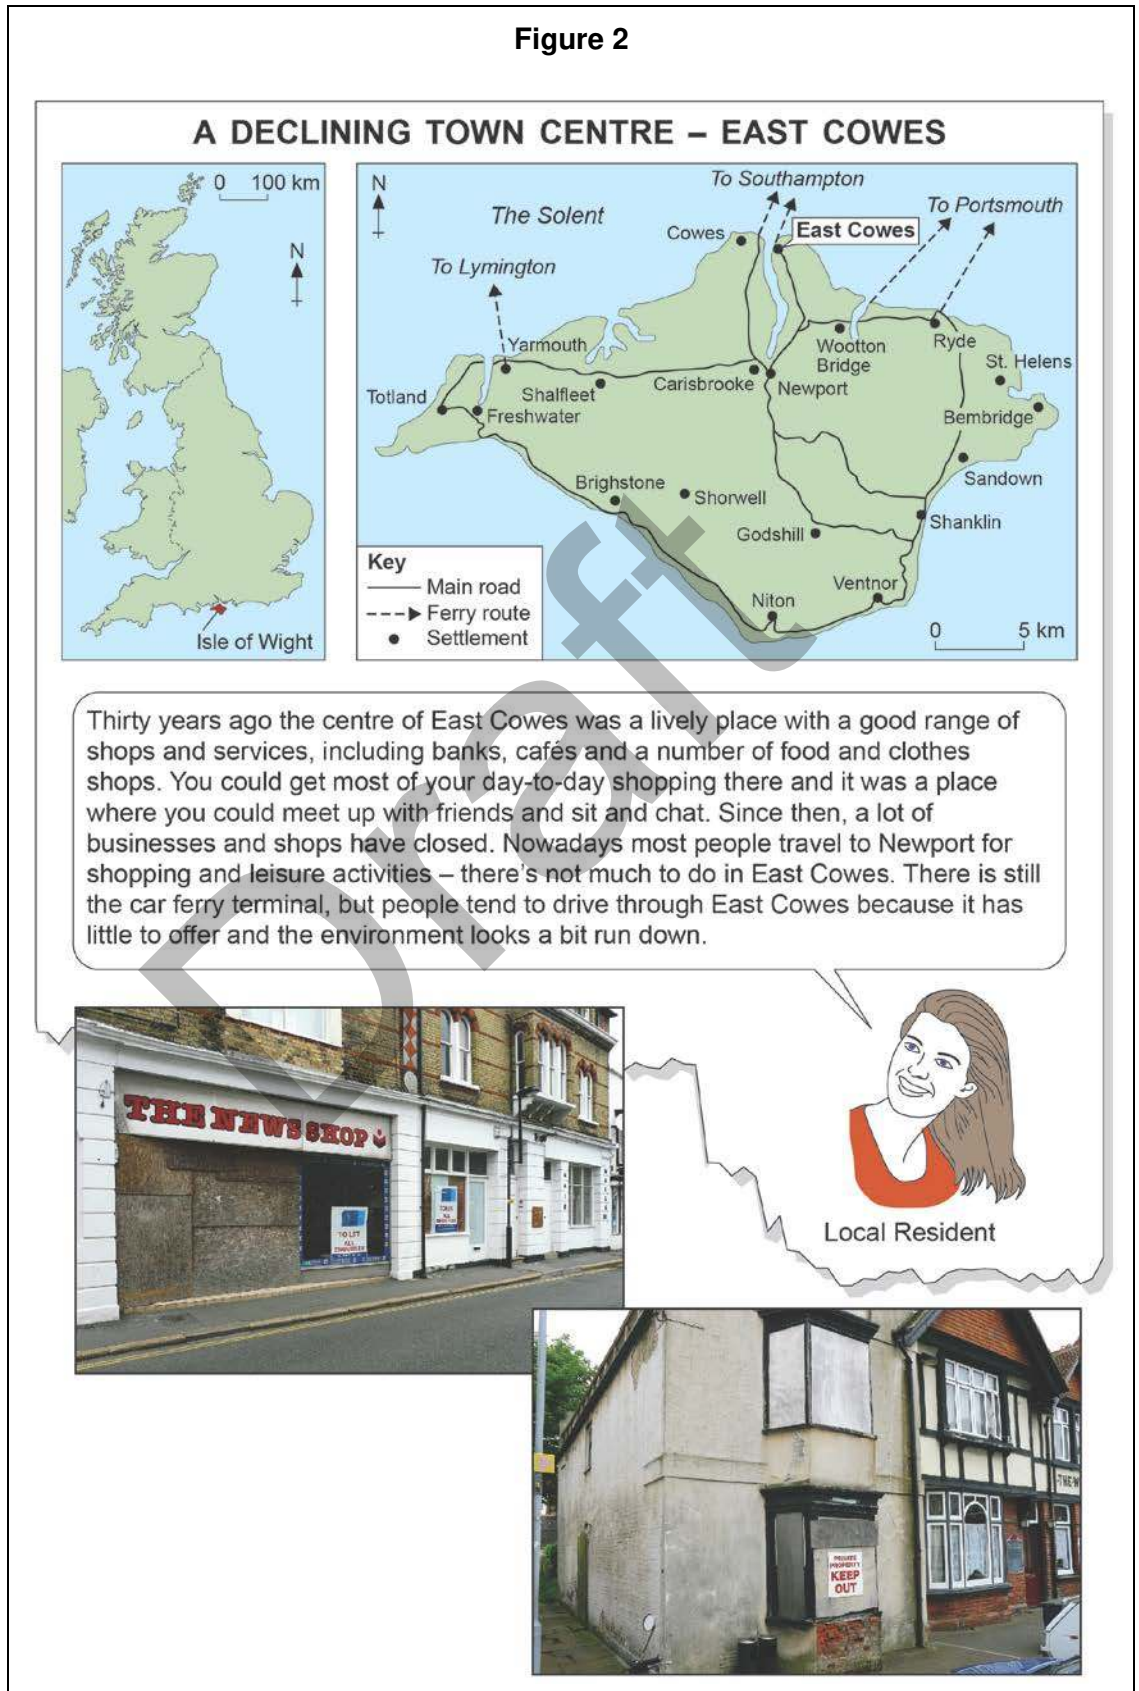 Figure 2
A DECLINING TOWN CENTRE – EAST COWES
0 100 km
N
Isle of Wight
N
The Solent
To Southampton
To Portsmouth
To Lymington
Cowes
East Cowes
Yarmouth
Wootton
Bridge
Ryde
St. Helens
Totland
Shalfleet
Carisbrooke
Newport
Freshwater
Bembridge
Sandown
Brighstone
Shorwell
Shanklin
Godshill
Ventnor
Niton
Key
Main road
Ferry route
Settlement
0 5 km
Thirty years ago the centre of East Cowes was a lively place with a good range of
shops and services, including banks, cafés and a number of food and clothes
shops. You could get most of your day-to-day shopping there and it was a place
where you could meet up with friends and sit and chat. Since then, a lot of
businesses and shops have closed. Nowadays most people travel to Newport for
shopping and leisure activities – there's not much to do in East Cowes. There is still
the car ferry terminal, but people tend to drive through East Cowes because it has
little to offer and the environment looks a bit run down.
Draft
THE NEWS SHOP
TO LET
Local Resident
PRIVATE
PROPERTY
KEEP
OUT
THE